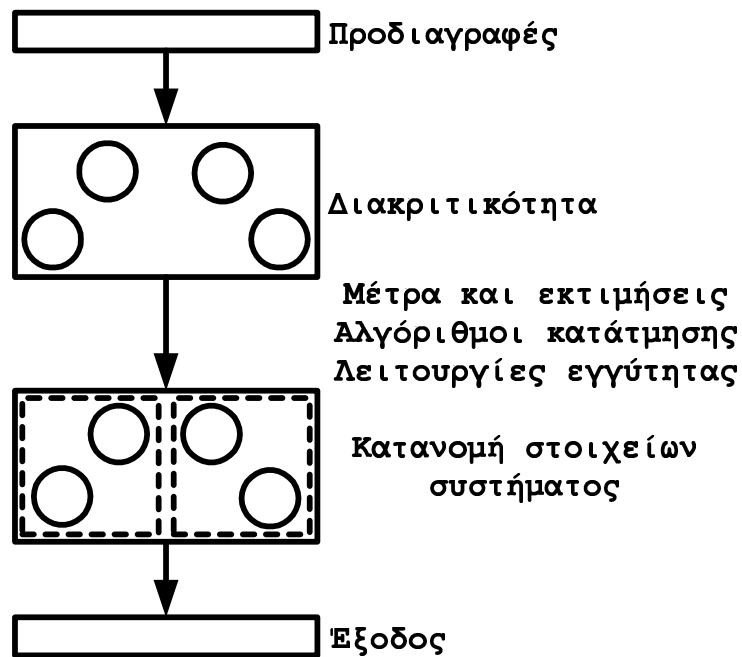 Προδιαγραφές
Διακριτικότητα
Μέτρα και εκτιμήσεις
Αλγόριθμοι κατάτμησης
Λειτουργίες εγγύτητας
Κατανομή στοιχείων
συστήματος
Έξοδος